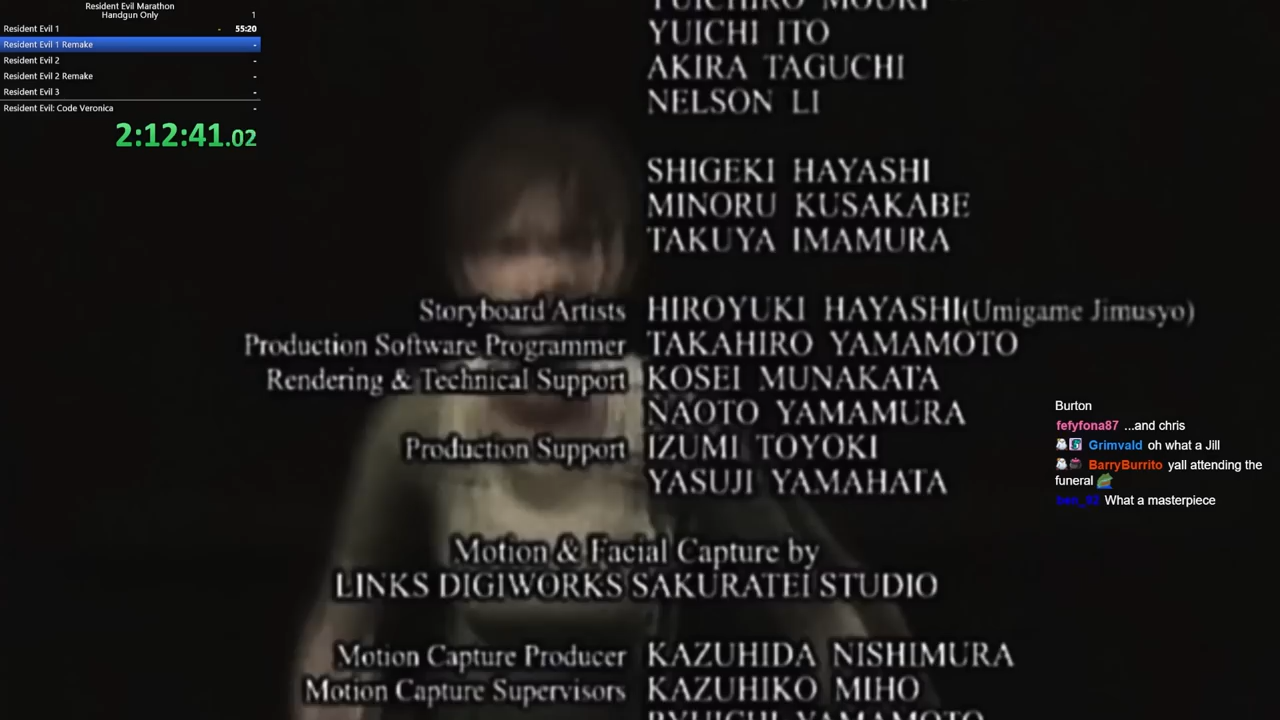 Resident Evil Marathon
Handgun Only
1
Resident Evil 1 - 55:20
Resident Evil 1 Remake -
Resident Evil 2 -
Resident Evil 2 Remake -
Resident Evil 3 -
Resident Evil: Code Veronica -
2:12:41.02
YUICHI ITO
AKIRA TAGUCHI
NELSON LI
SHIGEKI HAYASHI
MINORU KUSAKABE
TAKUYA IMAMURA
Storyboard Artists HIROYUKI HAYASHI(Umigame Jimusyo)
Production Software Programmer TAKAHIRO YAMAMOTO
Rendering & Technical Support KOSEI MUNAKATA
NAOTO YAMAMURA
Production Support IZUMI TOYOKI
YASUJI YAMAHATA
Motion & Facial Capture by
LINKS DIGIWORKS SAKURATEI STUDIO
Motion Capture Producer KAZUHIDA NISHIMURA
Motion Capture Supervisors KAZUHIKO MIHO
Burton
fefyfona87 ...and chris
Grimvald oh what a Jill
BarryBurrito yall attending the
funeral
What a masterpiece